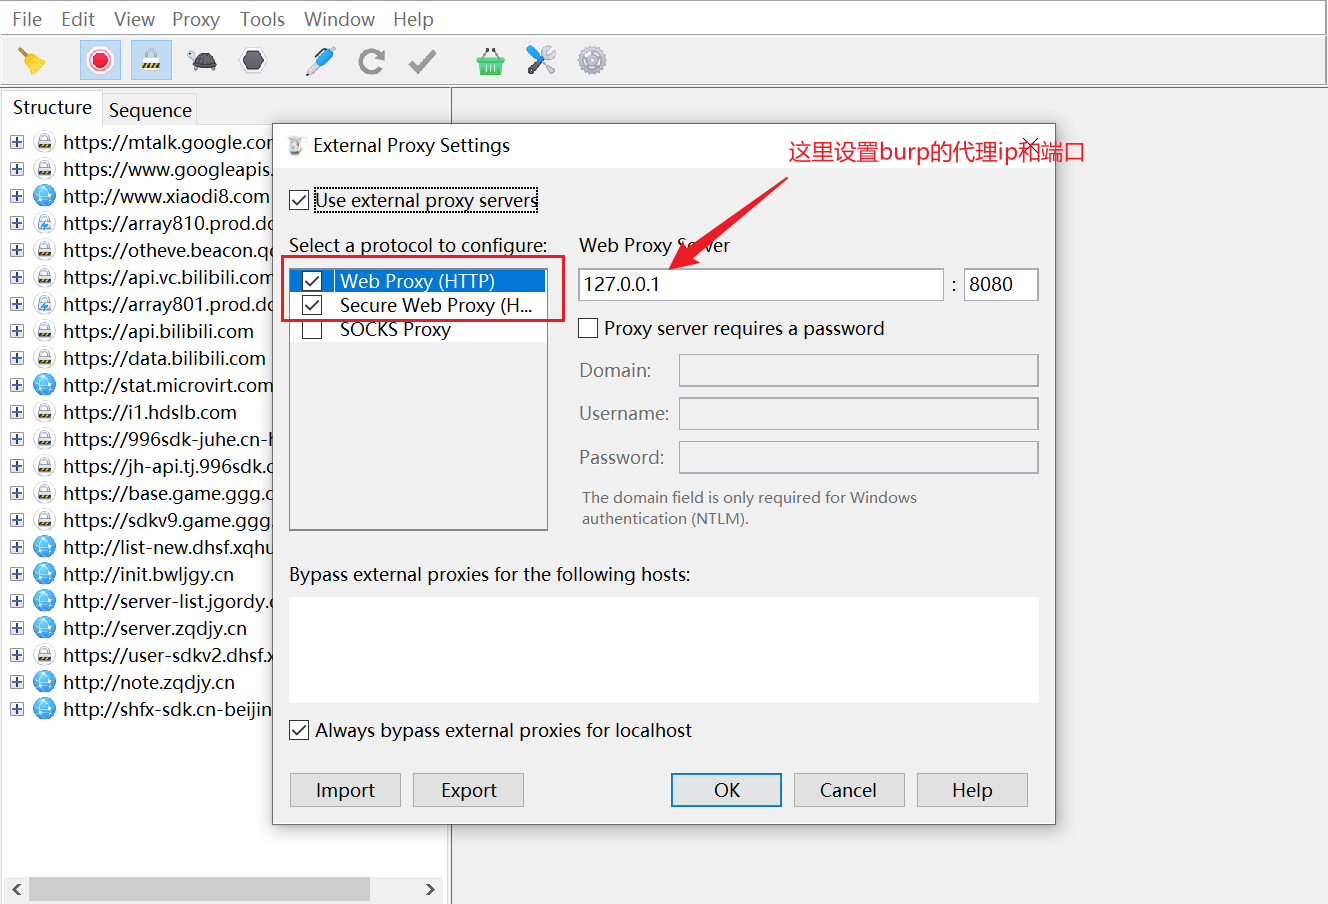 File Edit View Proxy Tools Window Help
Structure Sequence
https://mtalk.google.cor
https://www.googleapis.
http://www.xiaodi8.com
https://array810.prod.dc
https://otheve.beacon.qc
https://api.vc.bilibili.com
https://array801.prod.dc
https://api.bilibili.com
https://data.bilibili.com
http://stat.microvirt.com
https://i1.hdslb.com
https://996sdk-juhe.cn-h
https://jh-api.tj.996sdk.c
https://base.game.ggg.c
https://sdkv9.game.ggg.
http://list-new.dhsf.xqhu
http://init.bwljgy.cn
http://server-list.jgordy.c
http://server.zqdjy.cn
https://user-sdkv2.dhsf.x
http://note.zqdjy.cn
http://shfx-sdk.cn-beijin
External Proxy Settings
这里设置burp的代理ip和端口
Use external proxy servers
Select a protocol to configure:
Web Proxy (HTTP)
Secure Web Proxy (H...
SOCKS Proxy
Web Proxy Server
127.0.0.1 : 8080
Proxy server requires a password
Domain:
Username:
Password:
The domain field is only required for Windows
authentication (NTLM).
Bypass external proxies for the following hosts:
Always bypass external proxies for localhost
Import Export OK Cancel Help